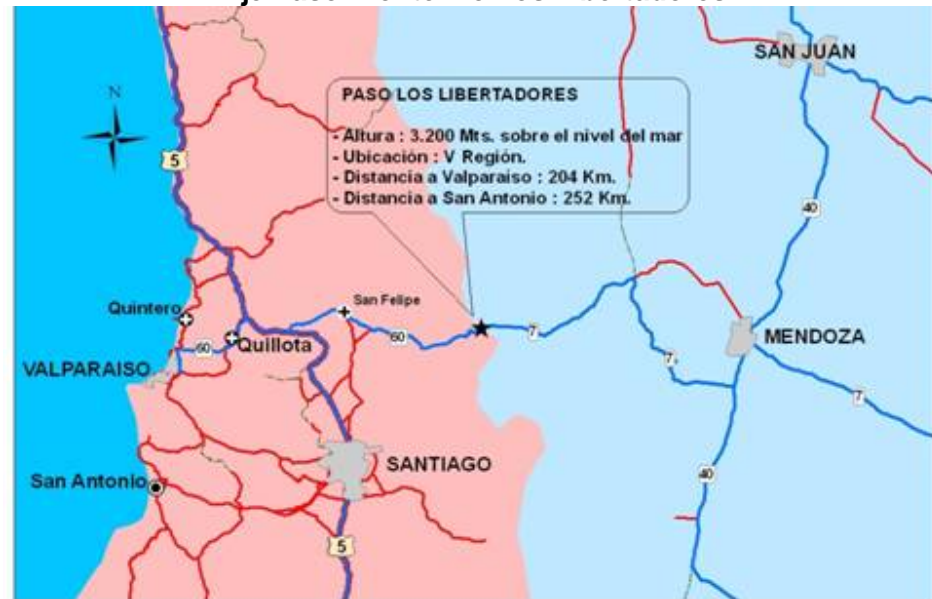 SAN JUAN
PASO LOS LIBERTADORES
- Altura : 3.200 Mts. sobre el nivel del mar
- Ubicación : V Región.
- Distancia a Valparaiso : 204 Km.
- Distancia a San Antonio : 252 Km.
N
5
40
Quintero
San Felipe
60
7
MENDOZA
60
Quillota
VALPARAISO
7
7
SANTIAGO
40
San Antonio
5